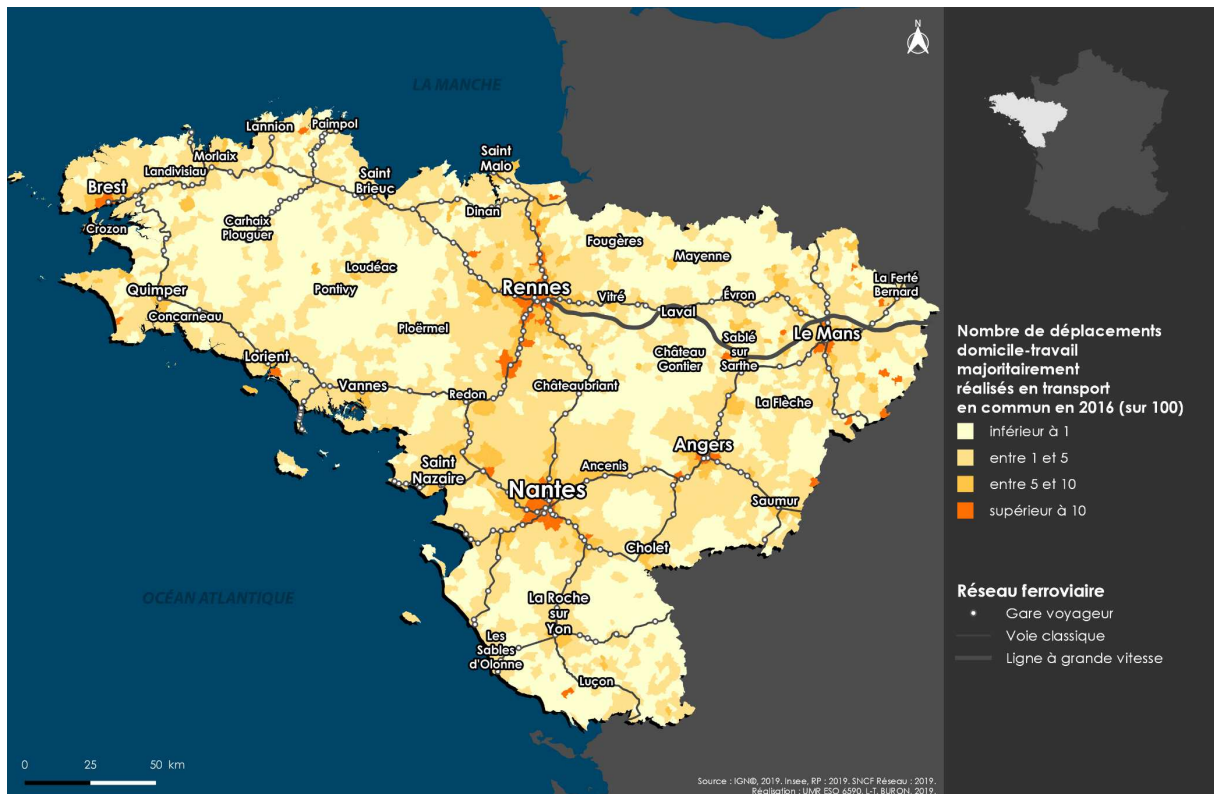 N
LA MANCHE
Lannion
Paimpol
Morlaix
Landivisiau
Brest
Saint
Brieuc
Saint
Malo
Dinan
Crozon
Carhaix
Plouguer
Loudéac
Pontivy
Fougères
Mayenne
La Ferté
Bernard
Quimper
Concarneau
Rennes
Vitré
Laval
Évron
Le Mans
Ploërmel
Lorient
Vannes
Redon
Châteaubriant
Château
Gontier
Sablé
sur
Sarthe
La Flèche
Angers
Saint
Nazaire
Nantes
Ancenis
Saumur
Cholet
OCÉAN ATLANTIQUE
La Roche
sur
Yon
Les
Sables
d'Olonne
Luçon
0 25 50 km
Source : IGN©, 2019. Insee, RP : 2019. SNCF Réseau : 2019.
Réalisation : UMR ESO 6590, L-T. BURON, 2019.
Nombre de déplacements
domicile-travail
majoritairement
réalisés en transport
en commun en 2016 (sur 100)
inférieur à 1
entre 1 et 5
entre 5 et 10
supérieur à 10
Réseau ferroviaire
Gare voyageur
Voie classique
Ligne à grande vitesse